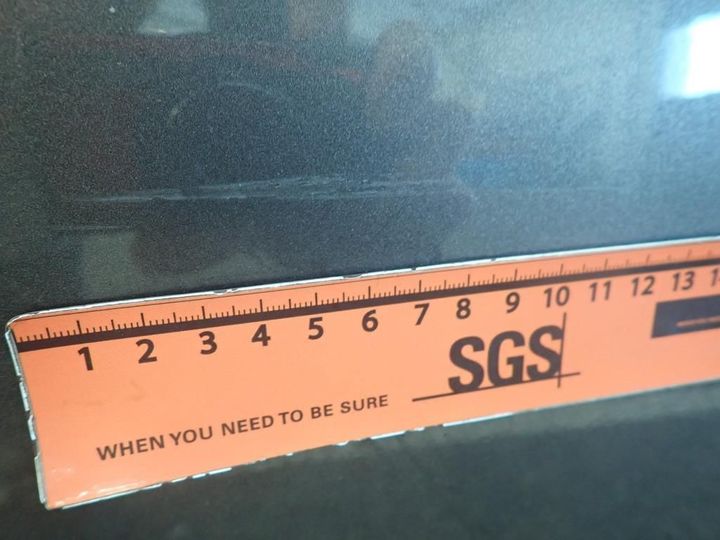 1 2 3 4 5 6 7 8 9 10 11 12 13
SGS
WHEN YOU NEED TO BE SURE